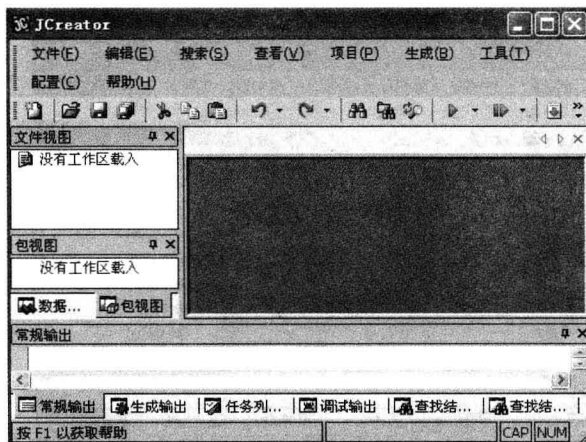 JCreator
文件(F) 编辑(E) 搜索(S) 查看(V) 项目(P) 生成(B) 工具(T)
配置(C) 帮助(H)
文件视图
没有工作区载入
包视图
没有工作区载入
数据... 包视图
常规输出
常规输出 生成输出 任务列... 调试输出 查找结... 查找结...
按 F1 以获取帮助 CAP NUM